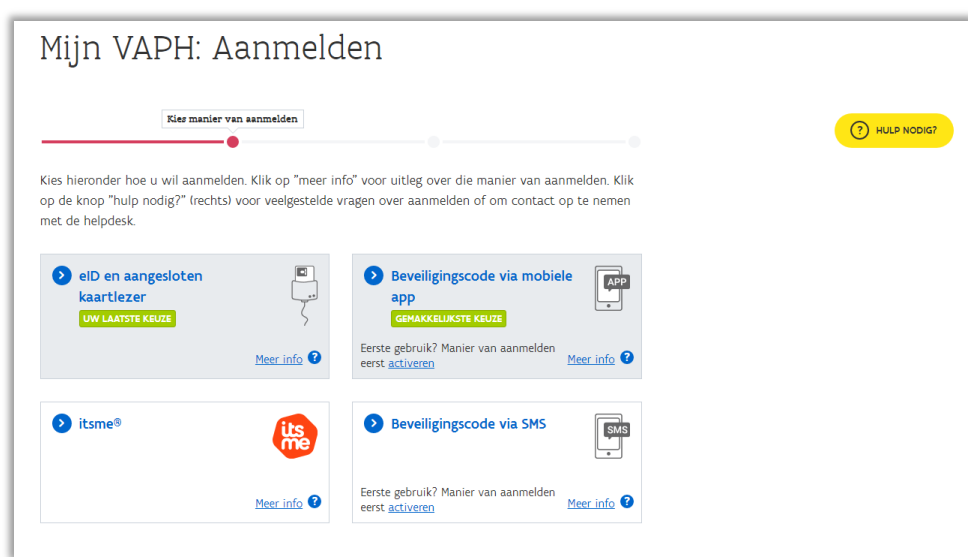 Mijn VAPH: Aanmelden
Kies manier van aanmelden
? HULP NODIG?
Kies hieronder hoe u wil aanmelden. Klik op "meer info" voor uitleg over die manier van aanmelden. Klik
op de knop "hulp nodig?" (rechts) voor veelgestelde vragen over aanmelden of om contact op te nemen
met de helpdesk.
eID en aangesloten
kaartlezer
UW LAATSTE KEUZE
Meer info ?
Beveiligingscode via mobiele
app
APP
GEMAKKELIJKSTE KEUZE
Eerste gebruik? Manier van aanmelden
eerst activeren
Meer info ?
itsme®
its
me
Meer info ?
Beveiligingscode via SMS
SMS
Eerste gebruik? Manier van aanmelden
eerst activeren
Meer info ?